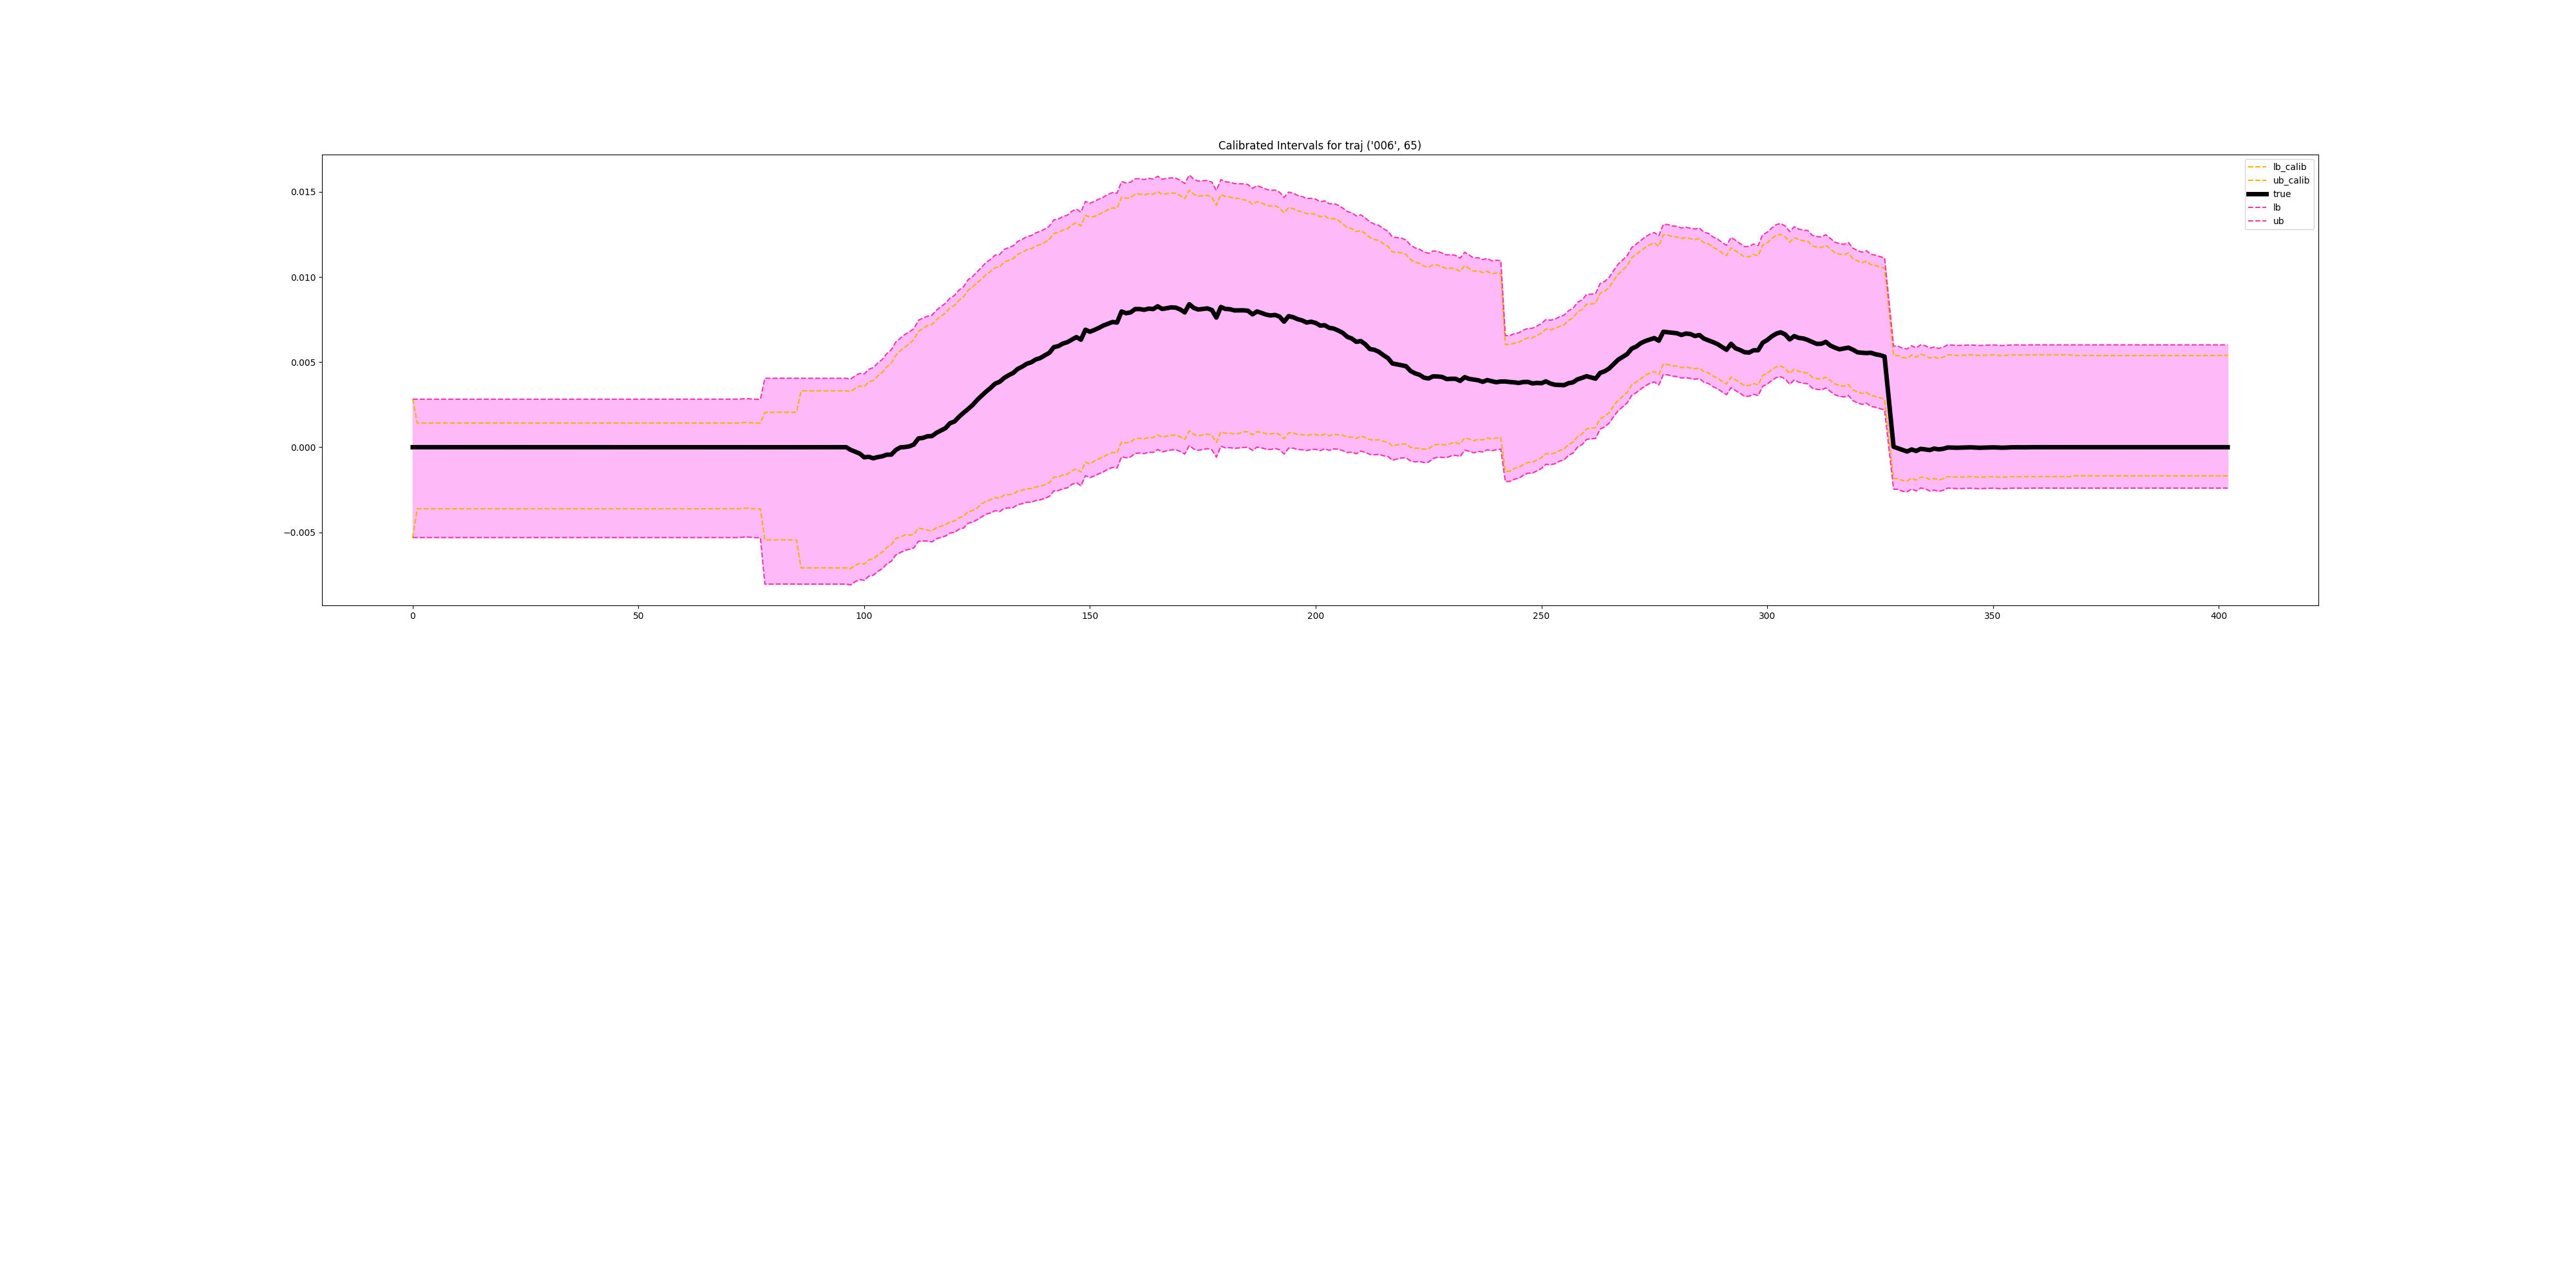 Calibrated Intervals for traj ('006', 65)
lb_calib
ub_calib
true
lb
ub
0.015
0.010
0.005
0.000
−0.005
0 50 100 150 200 250 300 350 400